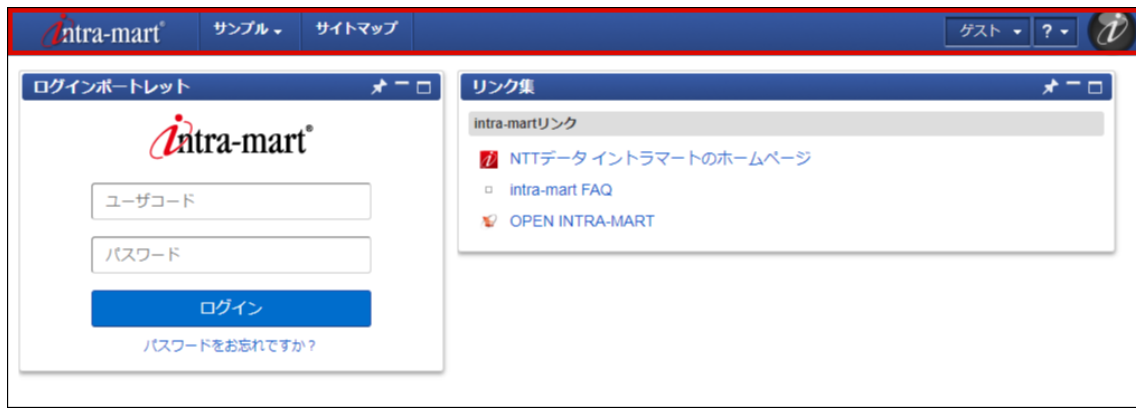 intra-mart® サンプル サイトマップ ゲスト ?
ログインポートレット
intra-mart®
ユーザコード
パスワード
ログイン
パスワードをお忘れですか？
リンク集
intra-martリンク
NTTデータ イントラマートのホームページ
intra-mart FAQ
OPEN INTRA-MART